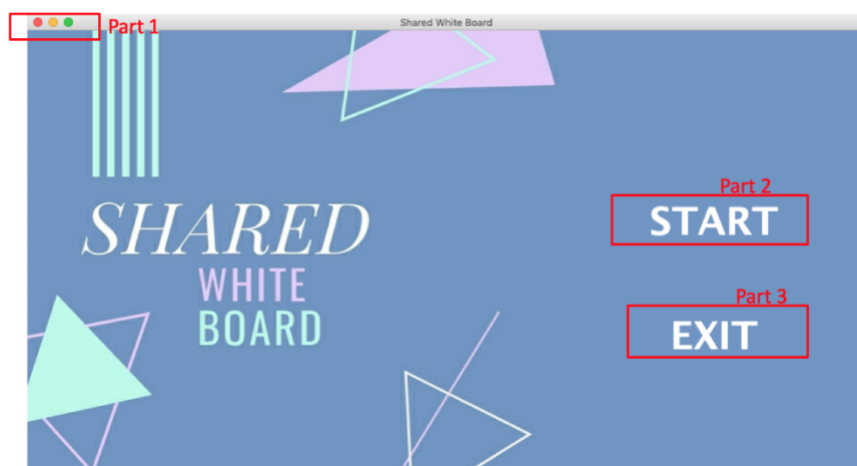 Part 1
Shared White Board
Part 2
START
SHARED
WHITE
BOARD
Part 3
EXIT